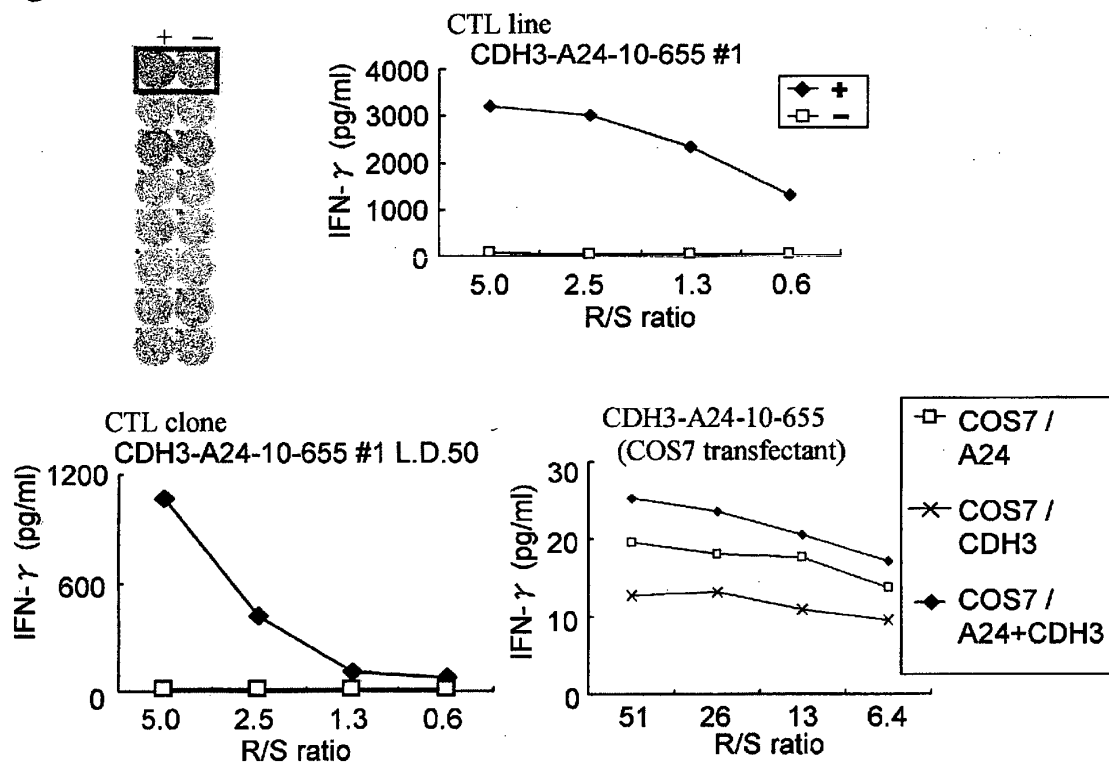 + −
CTL line
CDH3-A24-10-655 #1
4000
3000
2000
1000
0
IFN-γ (pg/ml)
+
−
5.0 2.5 1.3 0.6
R/S ratio
CTL clone
CDH3-A24-10-655 #1 L.D.50
1200
600
0
IFN-γ (pg/ml)
5.0 2.5 1.3 0.6
R/S ratio
CDH3-A24-10-655
(COS7 transfectant)
30
20
10
0
IFN-γ (pg/ml)
51 26 13 6.4
R/S ratio
COS7 /
A24
COS7 /
CDH3
COS7 /
A24+CDH3